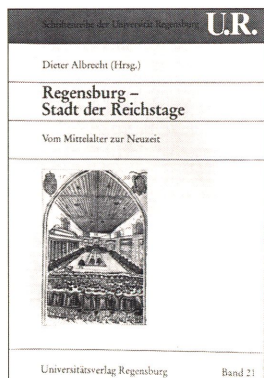 Schriftenreihe der Universität Regensburg U.R.
Dieter Albrecht (Hrsg.)
Regensburg –
Stadt der Reichstage
Vom Mittelalter zur Neuzeit
Universitätsverlag Regensburg Band 21